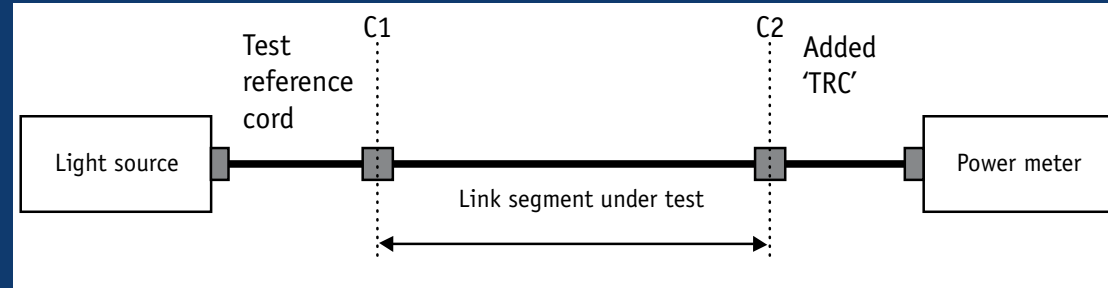 C1
C2
Test
reference
cord
Added
‘TRC’
Light source
Power meter
Link segment under test